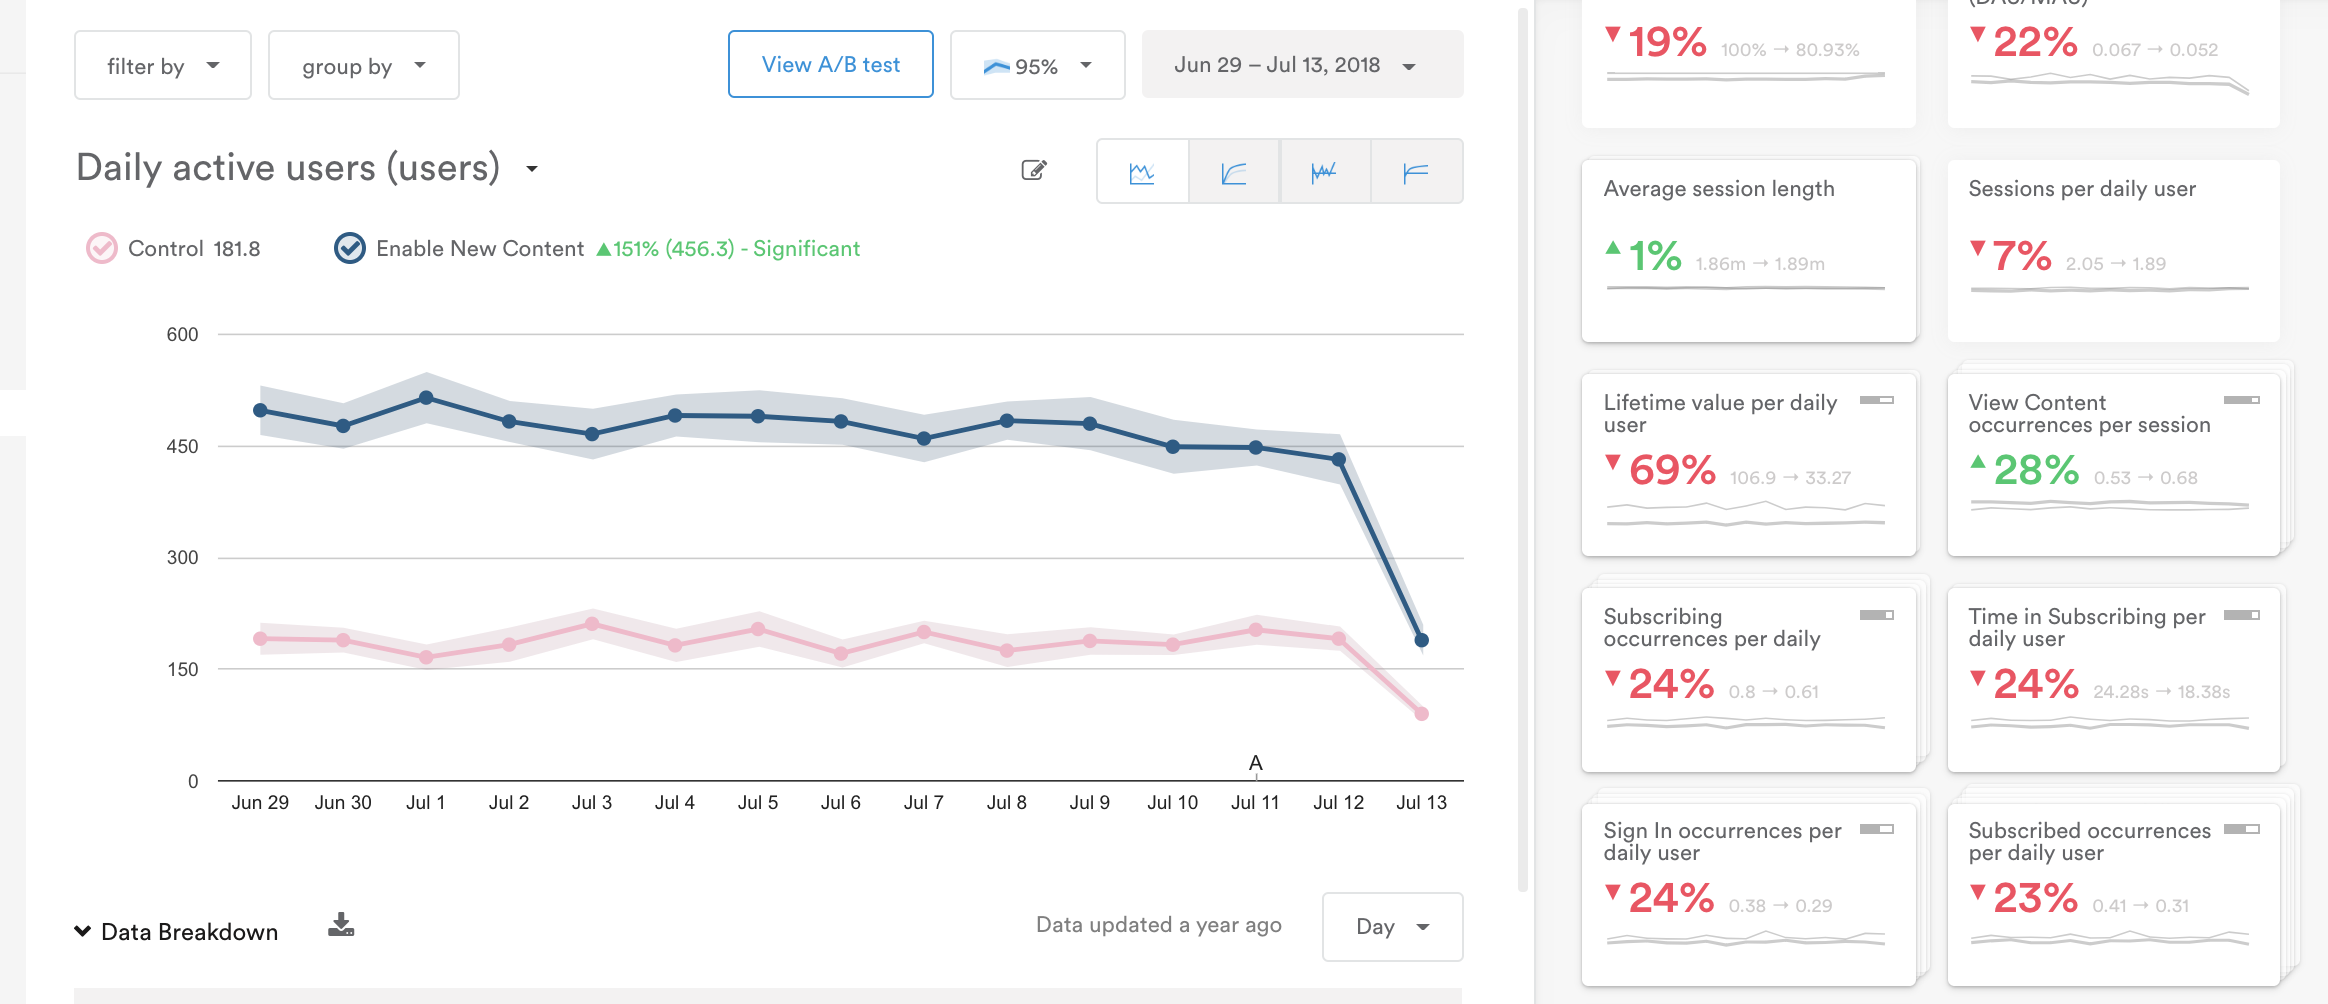 filter by
group by
View A/B test
95%
Jun 29 – Jul 13, 2018
Daily active users (users)
Control 181.8
Enable New Content ▲151% (456.3) - Significant
600
450
300
150
0
A
Jun 29 Jun 30 Jul 1 Jul 2 Jul 3 Jul 4 Jul 5 Jul 6 Jul 7 Jul 8 Jul 9 Jul 10 Jul 11 Jul 12 Jul 13
Data Breakdown
Data updated a year ago
Day
▼19% 100% → 80.93%
(DAU/MAU)
▼22% 0.067 → 0.052
Average session length
▲1% 1.86m → 1.89m
Sessions per daily user
▼7% 2.05 → 1.89
Lifetime value per daily
user
▼69% 106.9 → 33.27
View Content
occurrences per session
▲28% 0.53 → 0.68
Subscribing
occurrences per daily
▼24% 0.8 → 0.61
Time in Subscribing per
daily user
▼24% 24.28s → 18.38s
Sign In occurrences per
daily user
▼24% 0.38 → 0.29
Subscribed occurrences
per daily user
▼23% 0.41 → 0.31